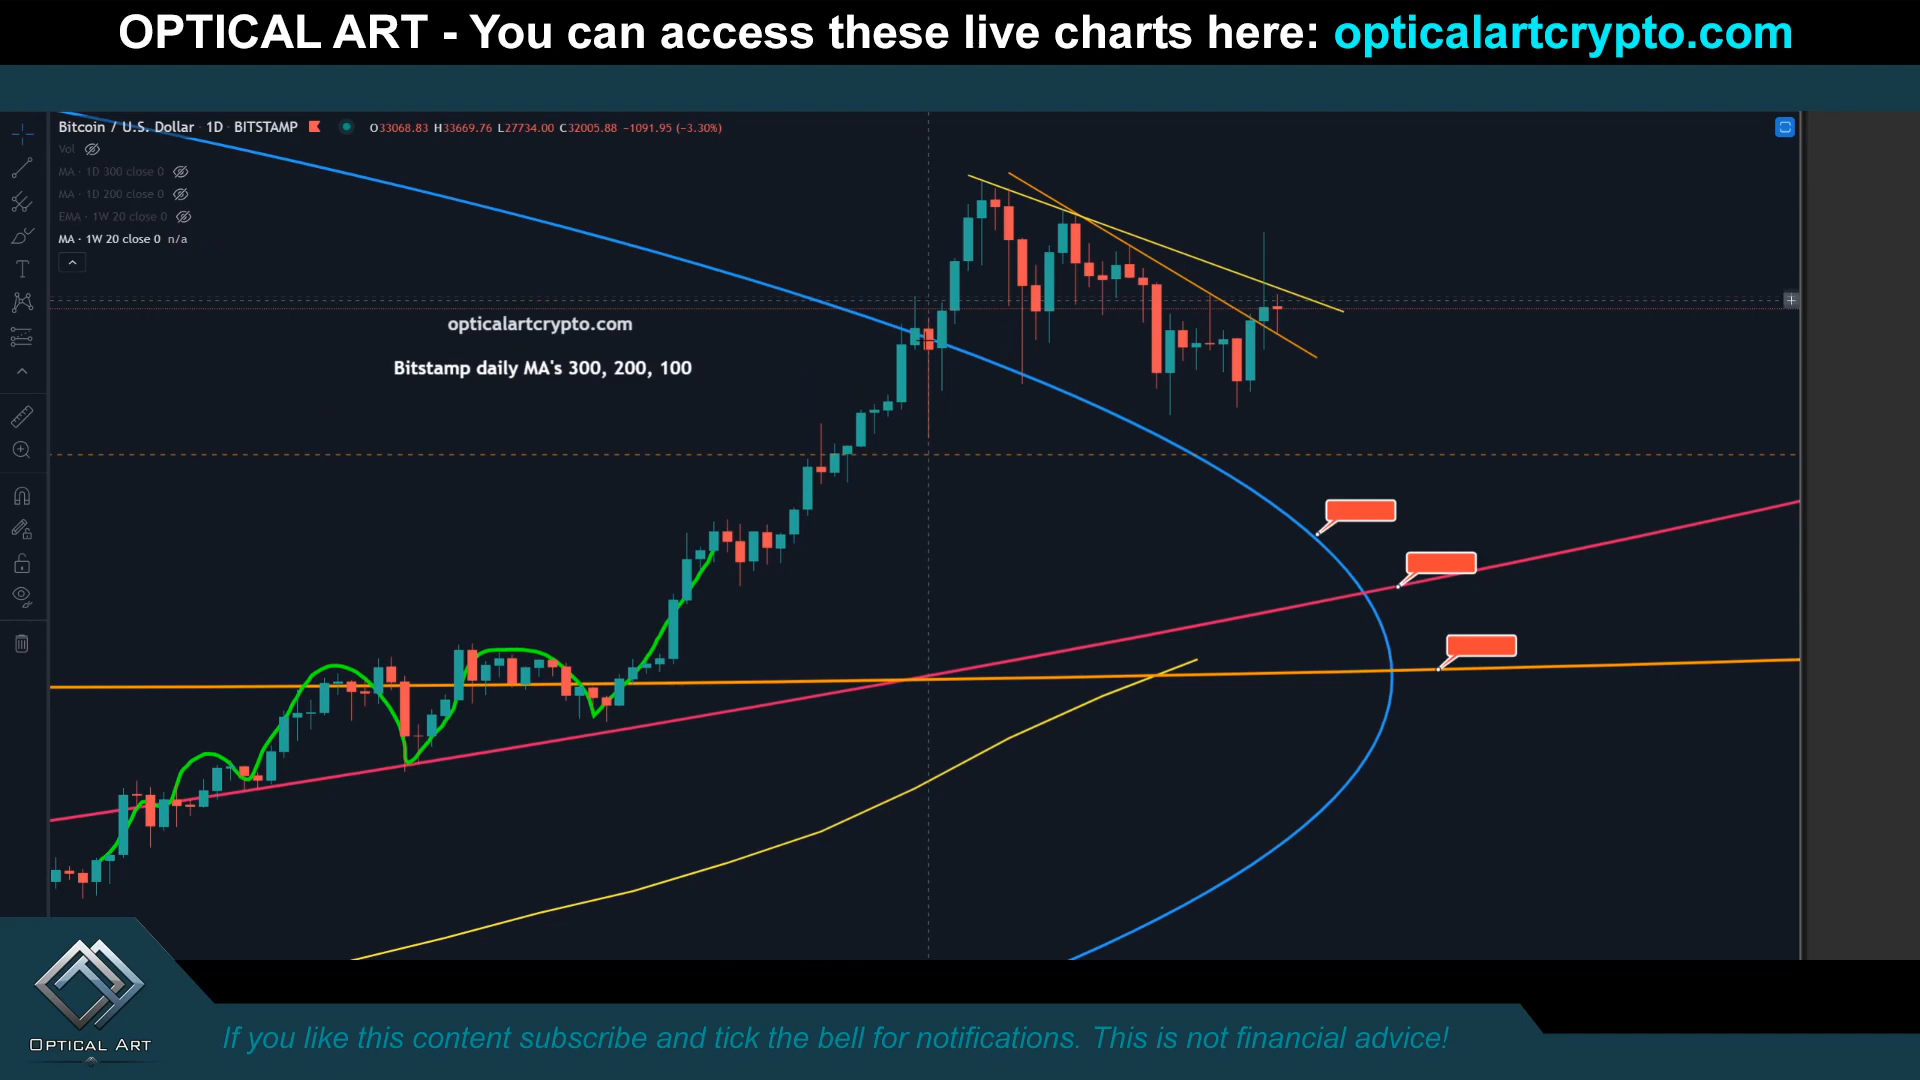 OPTICAL ART - You can access these live charts here: opticalartcrypto.com
Bitcoin / U.S. Dollar · 1D · BITSTAMP O33068.83 H33669.76 L27734.00 C32005.88 −1091.95 (−3.30%)
Vol
MA · 1D 300 close 0
MA · 1D 200 close 0
EMA · 1W 20 close 0
MA · 1W 20 close 0 n/a
opticalartcrypto.com
Bitstamp daily MA's 300, 200, 100
OPTICAL ART
If you like this content subscribe and tick the bell for notifications. This is not financial advice!